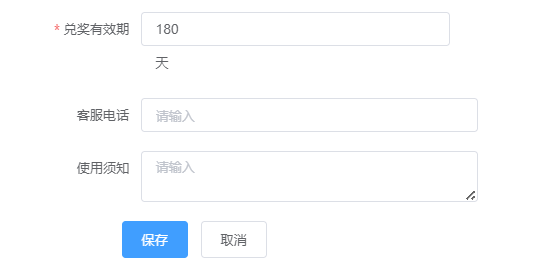 * 兑奖有效期 180
天
客服电话 请输入
使用须知 请输入
保存 取消